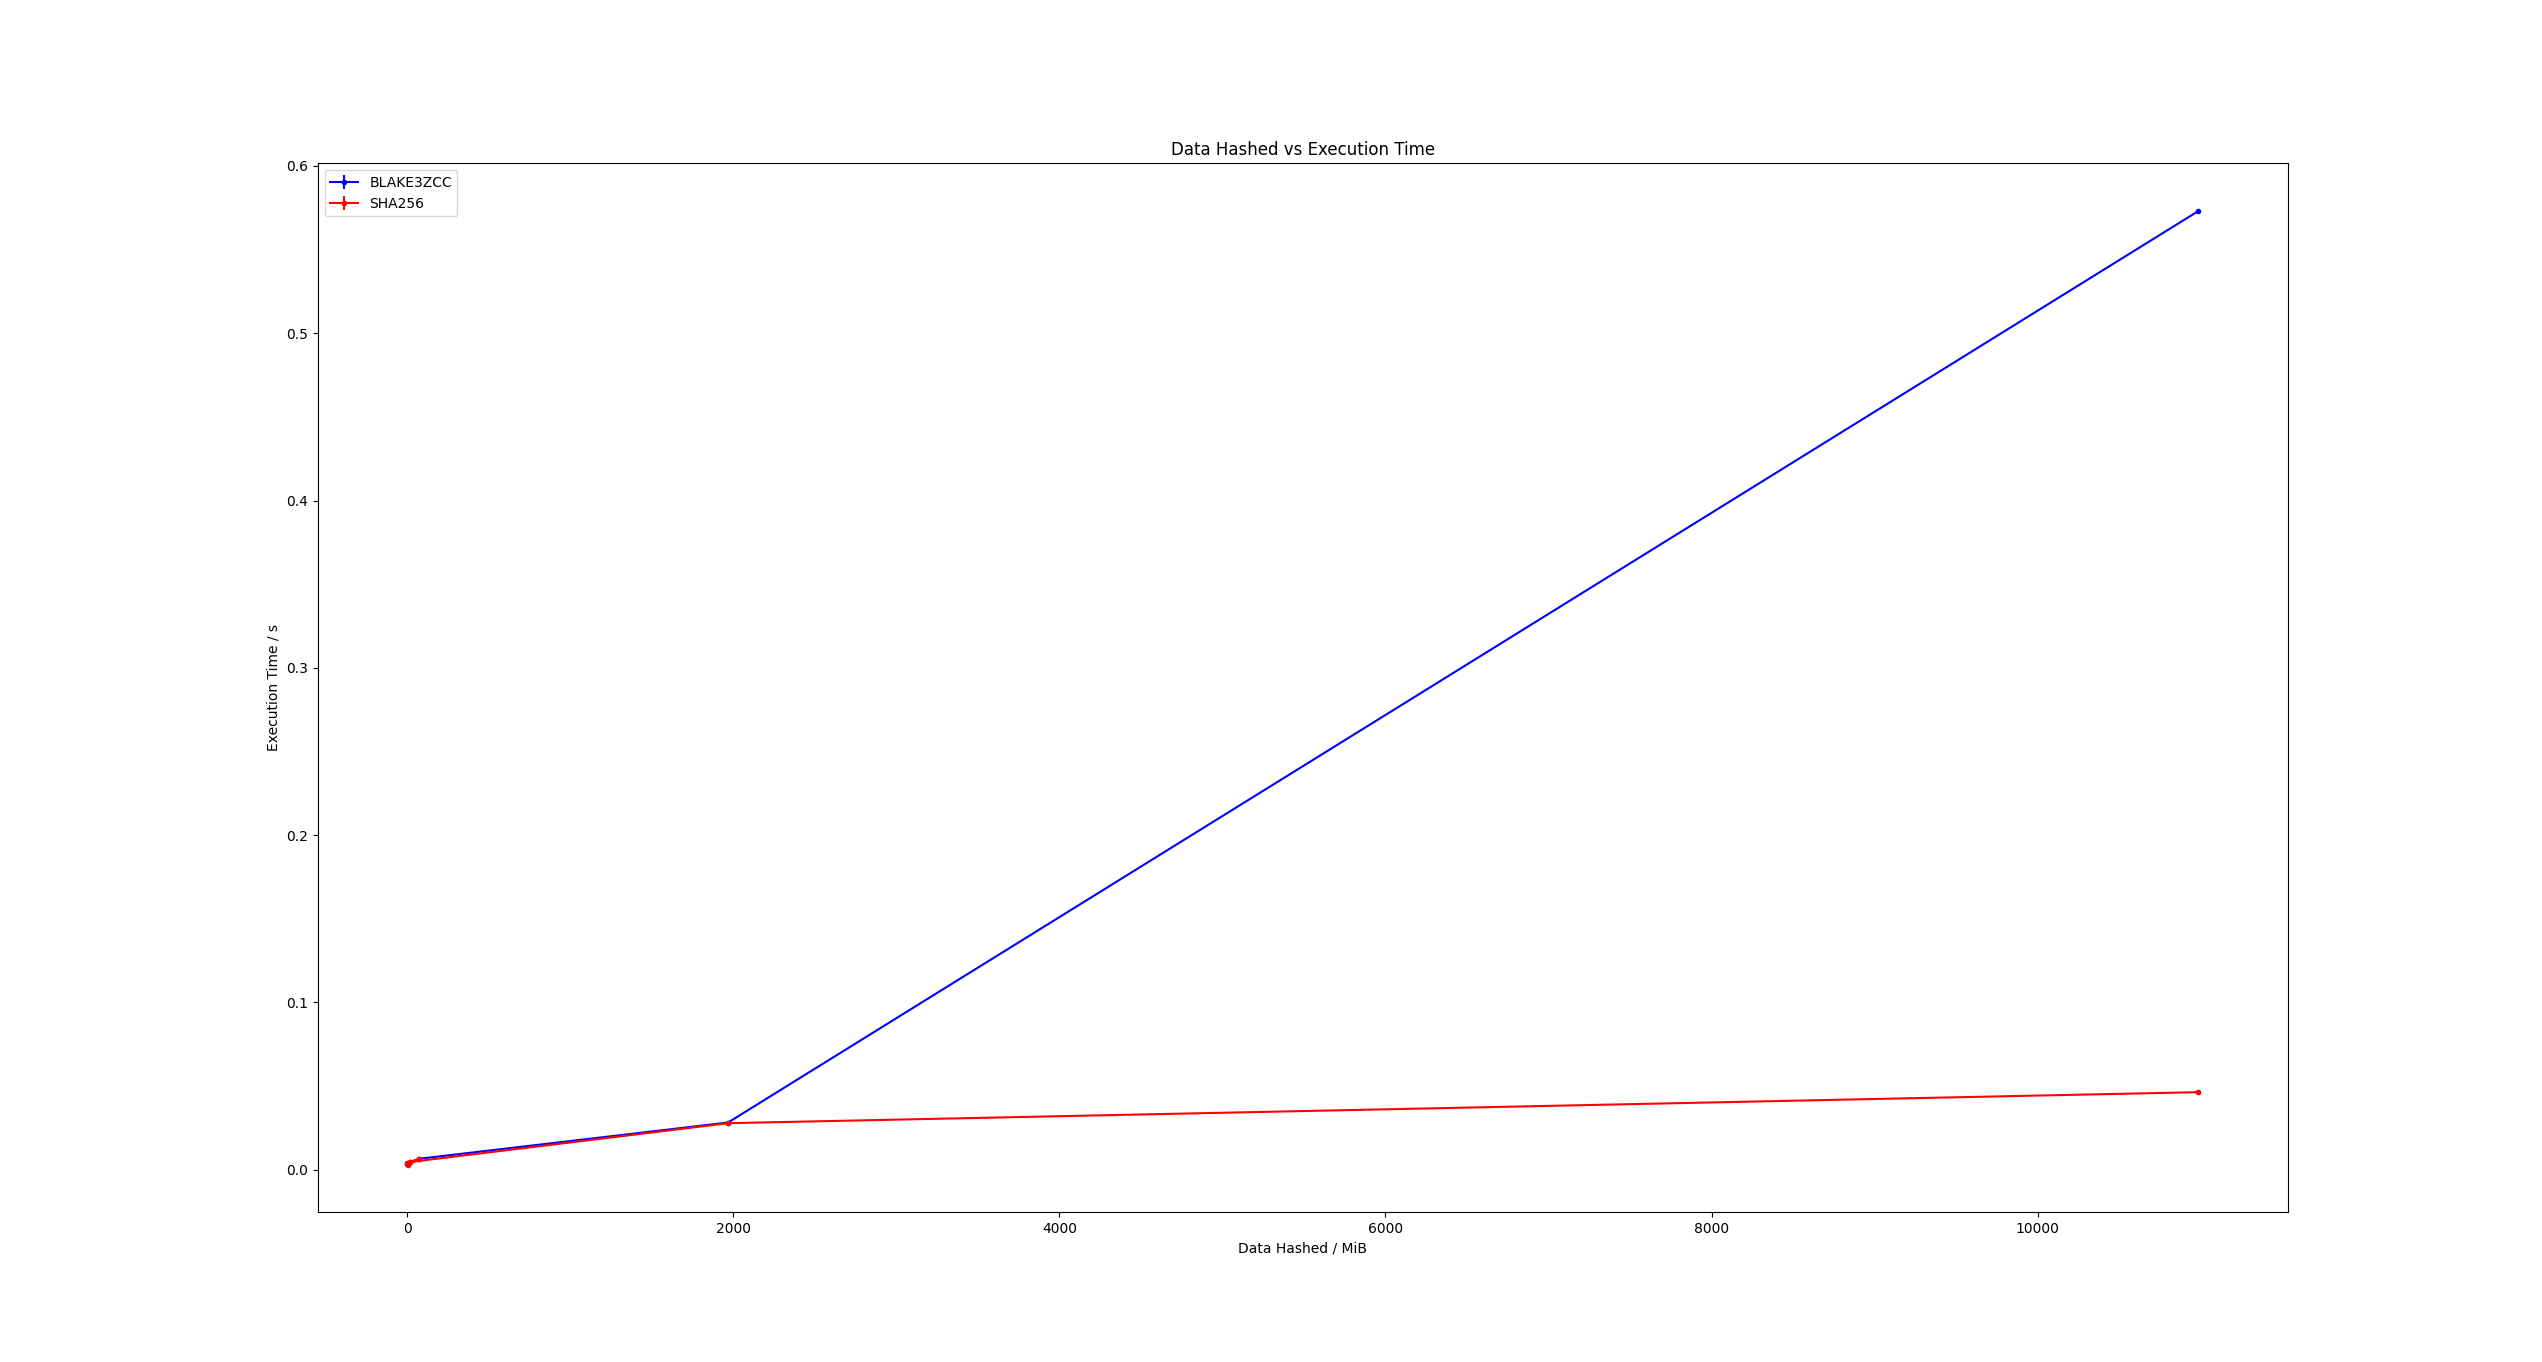 Data Hashed vs Execution Time
BLAKE3ZCC
SHA256
0.6
0.5
0.4
0.3
0.2
0.1
0.0
Execution Time / s
0 2000 4000 6000 8000 10000
Data Hashed / MiB